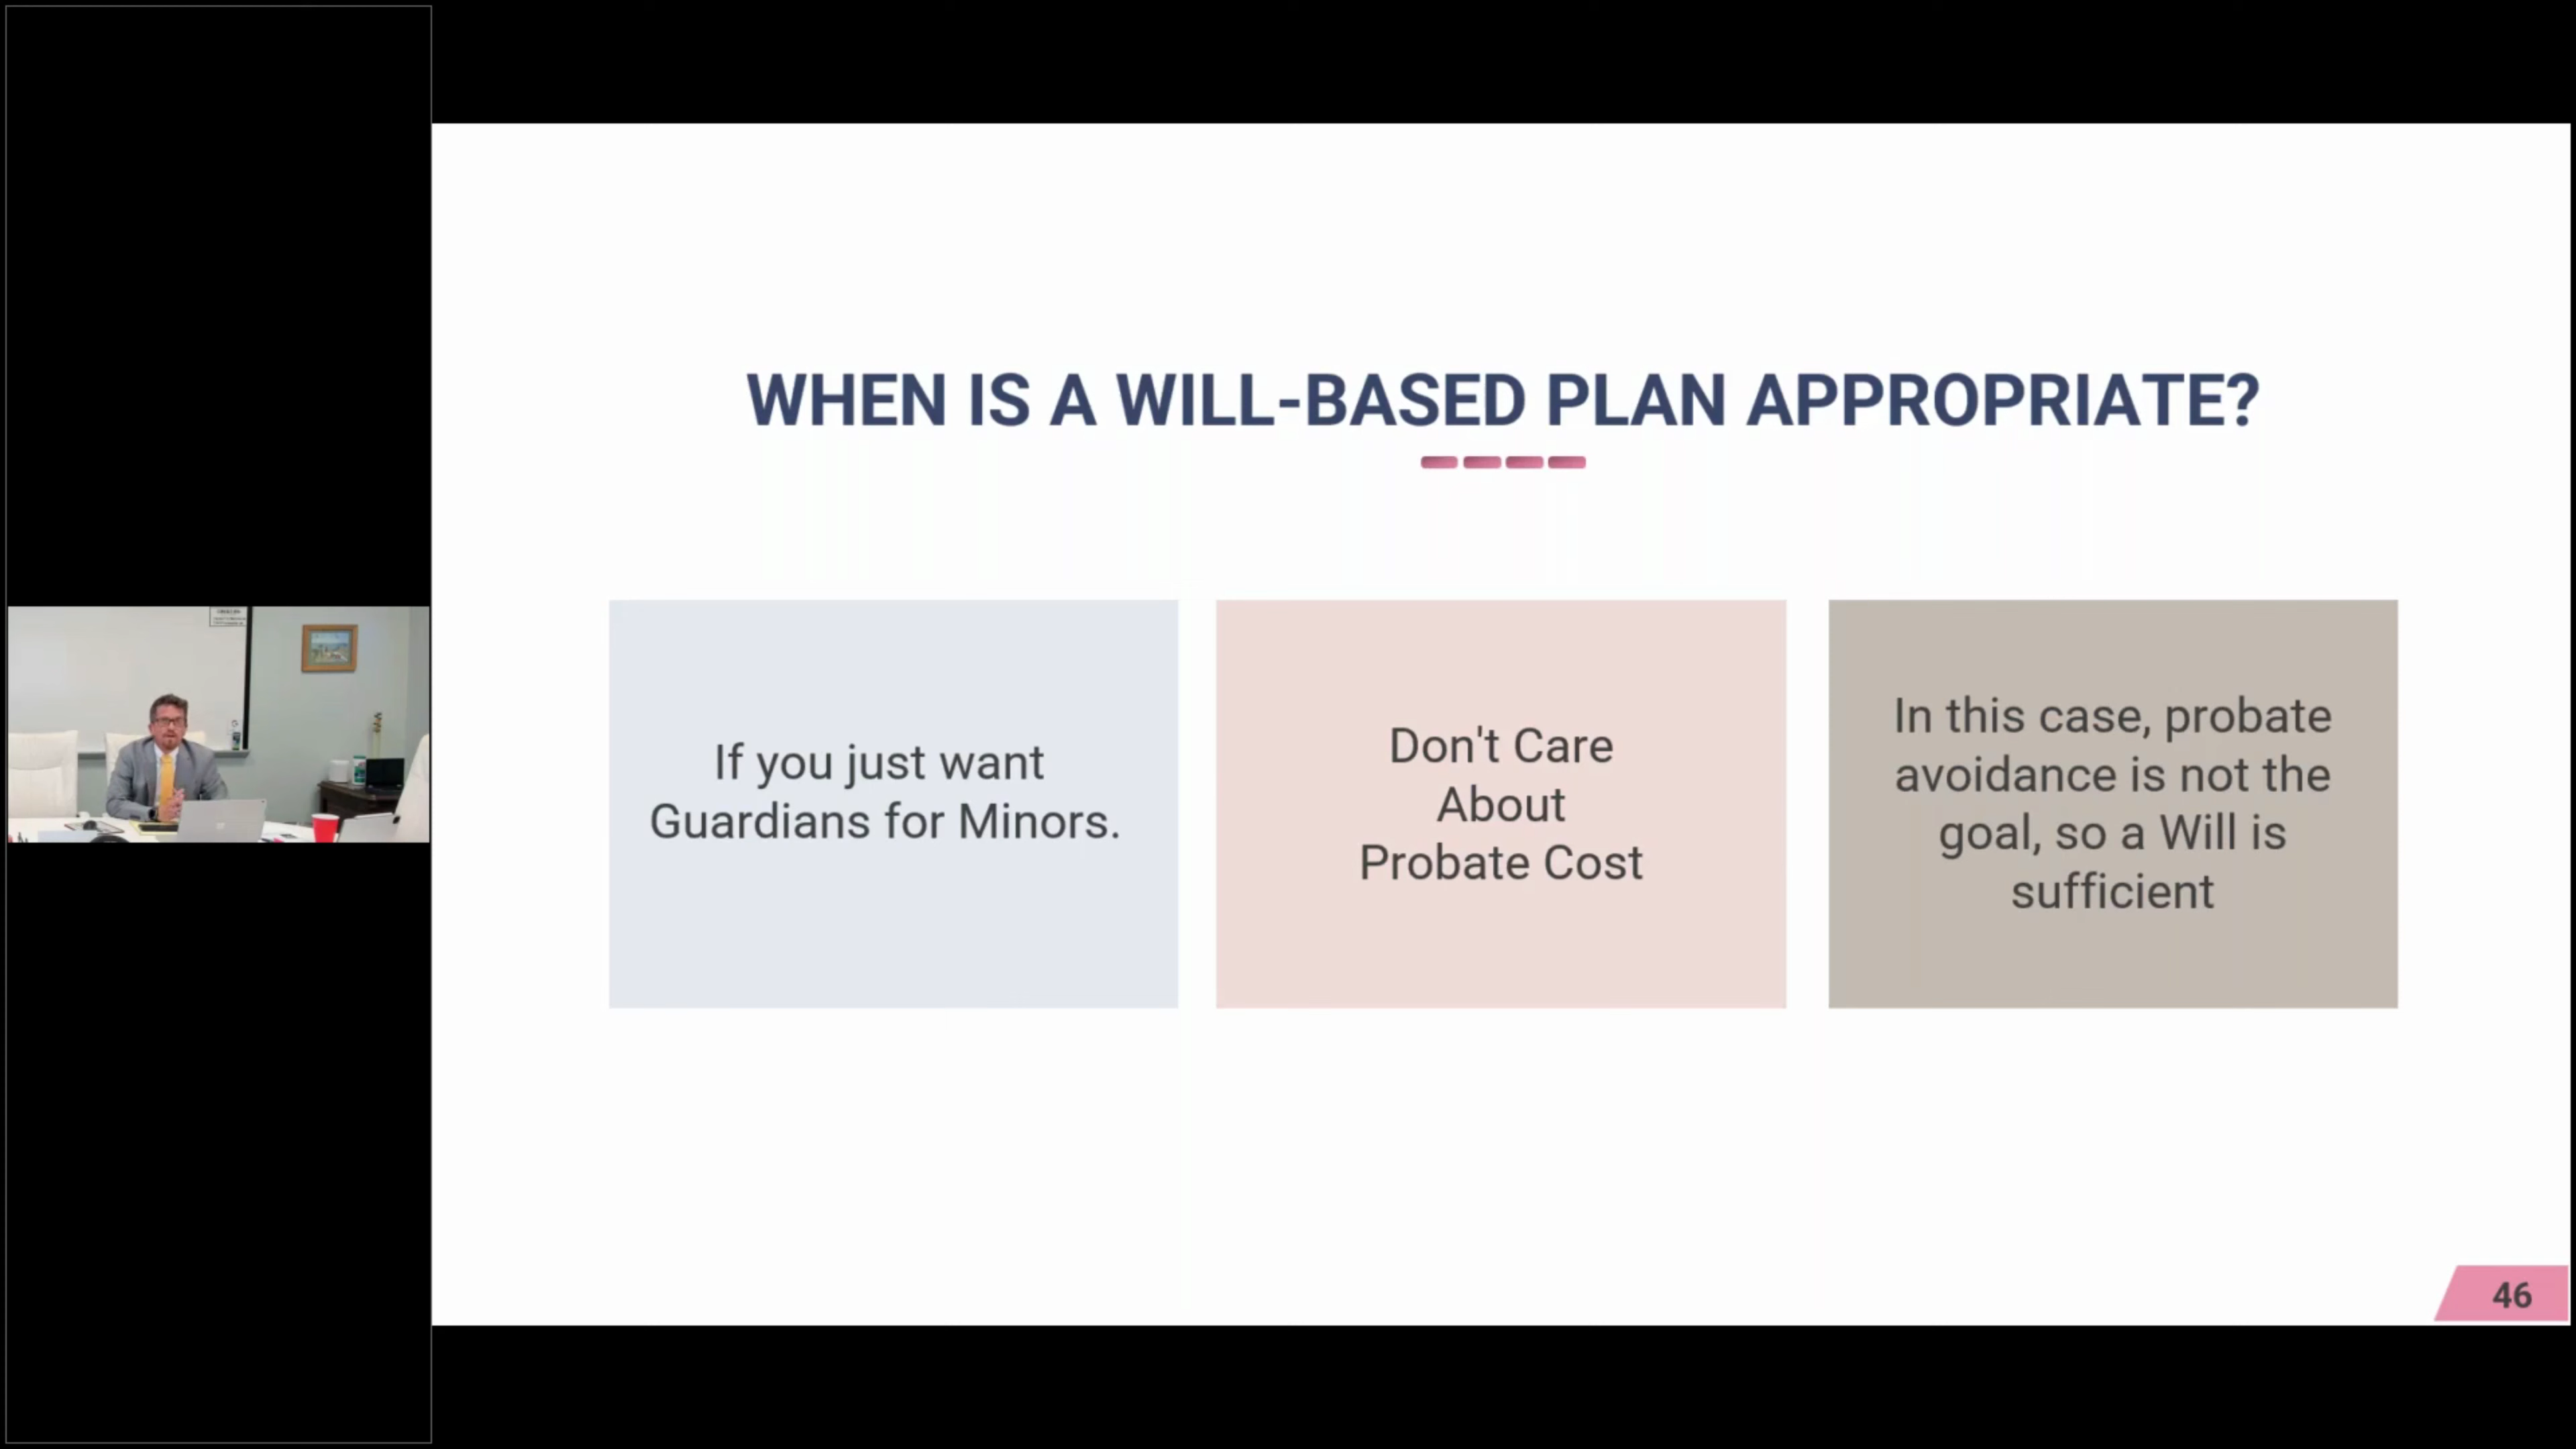 WHEN IS A WILL-BASED PLAN APPROPRIATE?
If you just want
Guardians for Minors.
Don't Care
About
Probate Cost
In this case, probate
avoidance is not the
goal, so a Will is
sufficient
46